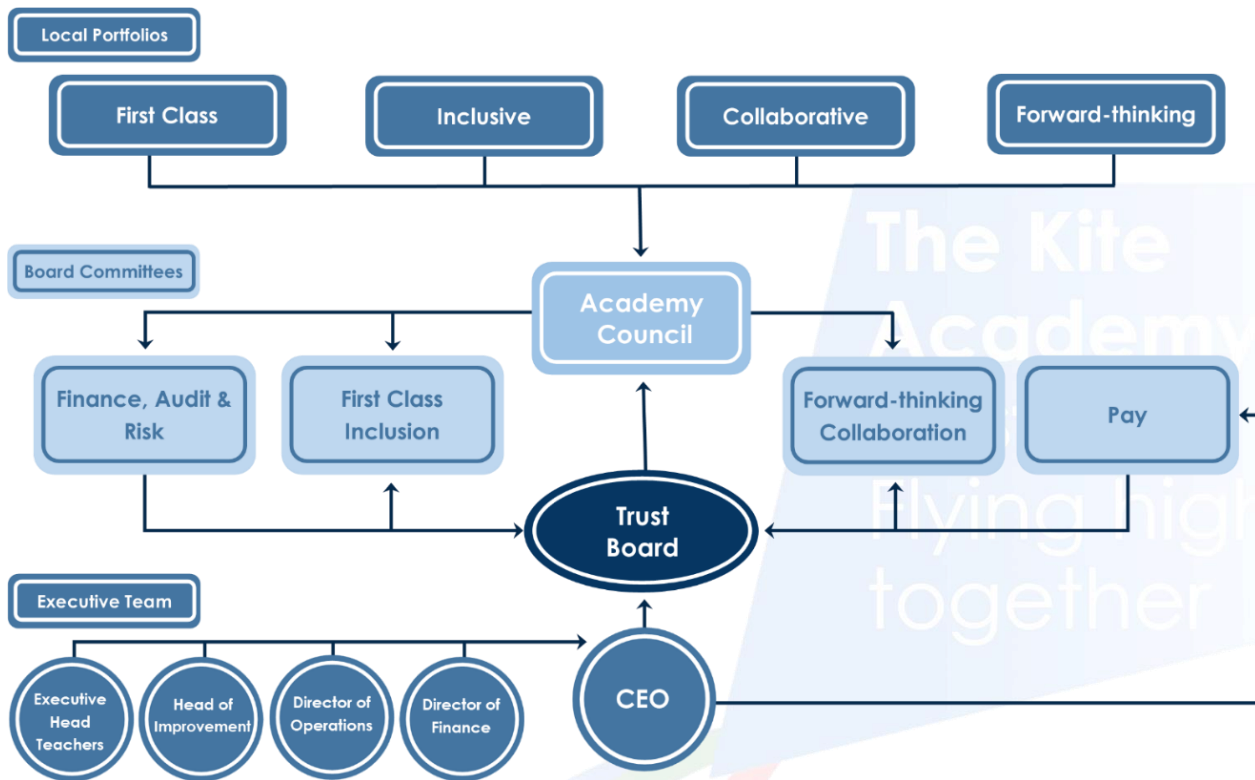 Local Portfolios
First Class
Inclusive
Collaborative
Forward-thinking
The Kite
Academy
Board Committees
Academy
Council
Finance, Audit &
Risk
First Class
Inclusion
Forward-thinking
Collaboration
Pay
Flying high
together
Trust
Board
Executive Team
Executive
Head
Teachers
Head of
Improvement
Director of
Operations
Director of
Finance
CEO